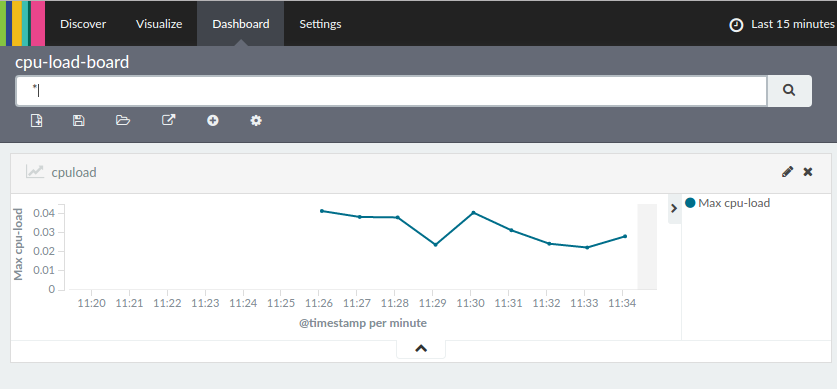 Discover Visualize Dashboard Settings Last 15 minutes
cpu-load-board
*
cpuload
Max cpu-load
0.04
0.03
0.02
0.01
0
Max cpu-load
11:20 11:21 11:22 11:23 11:24 11:25 11:26 11:27 11:28 11:29 11:30 11:31 11:32 11:33 11:34
@timestamp per minute